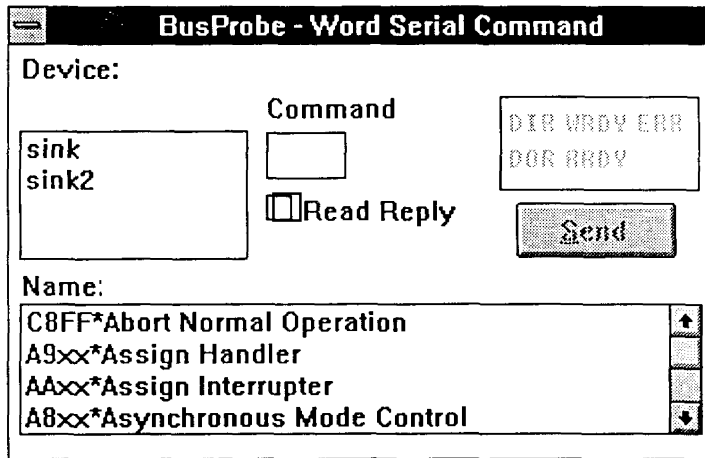 BusProbe - Word Serial Command
Device:
sink
sink2
Command
Read Reply
DIR WRDY ERR
DOR RRDY
Send
Name:
C8FF*Abort Normal Operation
A9xx*Assign Handler
AAxx*Assign Interrupter
A8xx*Asynchronous Mode Control